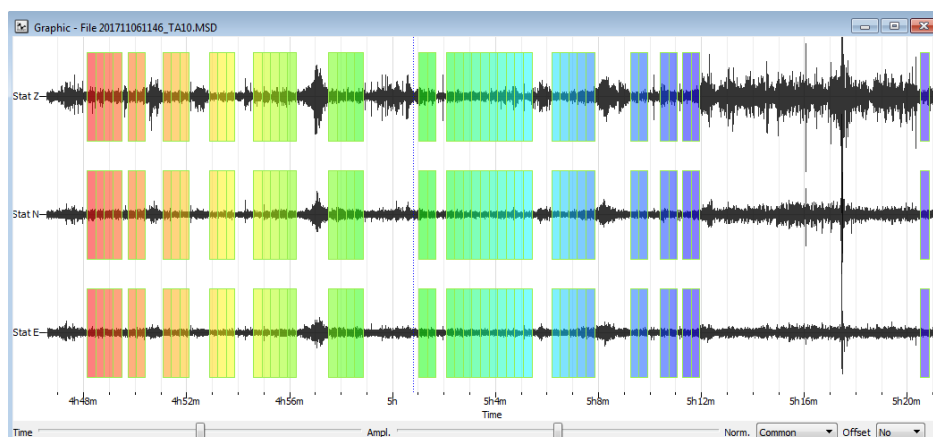 Graphic - File 201711061146_TA10.MSD
Stat Z
Stat N
Stat E
4h48m 4h52m 4h56m 5h 5h4m 5h8m 5h12m 5h16m 5h20m
Time
Time Ampl. Norm. Common Offset No